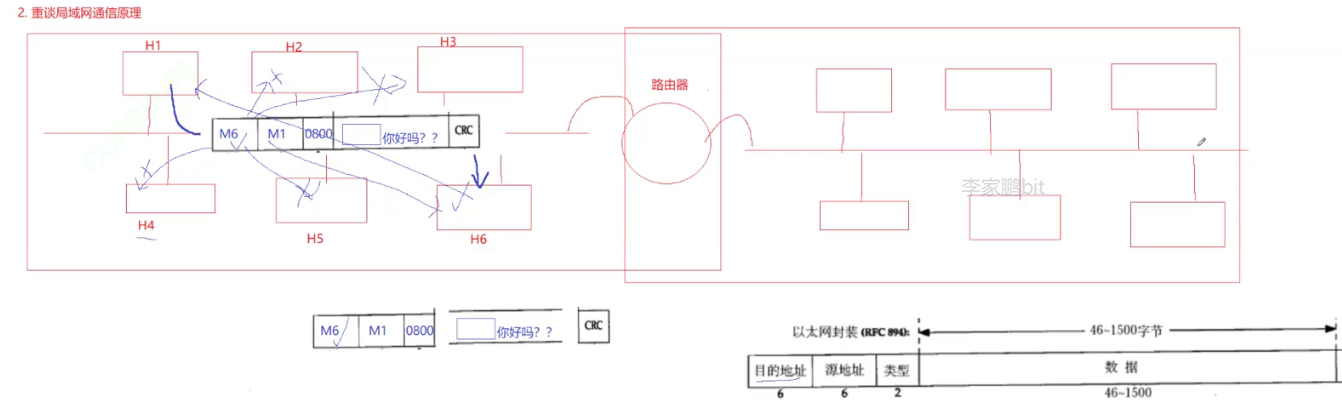 2. 重谈局域网通信原理
H1
H2
H3
路由器
M6 M1 0800 你好吗？？ CRC
李家鹏bit
H4
H5
H6
M6 M1 0800 你好吗？？ CRC
以太网封装 (RFC 894):
46~1500字节
目的地址 源地址 类型 数 据
6 6 2 46-1500